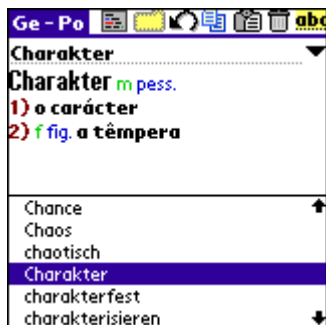 Ge - Po abc
Charakter
Charakter m pess.
1) o carácter
2) f fig. a têmpera
Chance
Chaos
chaotisch
Charakter
charakterfest
charakterisieren